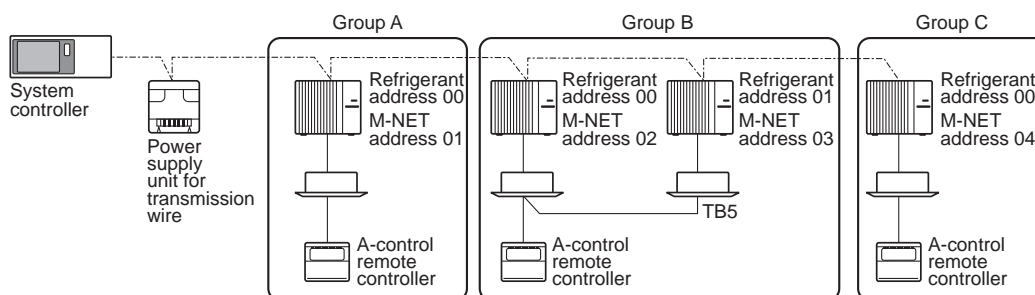 Group A
Group B
Group C
System
controller
Power
supply
unit for
transmission
wire
Refrigerant
address 00
M-NET
address 01
A-control
remote
controller
Refrigerant
address 00
M-NET
address 02
Refrigerant
address 01
M-NET
address 03
TB5
A-control
remote
controller
Refrigerant
address 00
M-NET
address 04
A-control
remote
controller